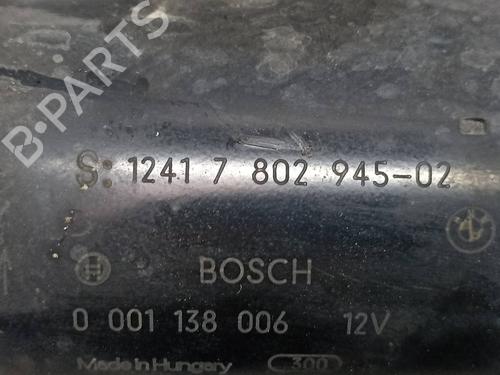 B-PARTS
S: 1241 7 802 945-02
BOSCH
0 001 138 006 12V
Made in Hungary 300